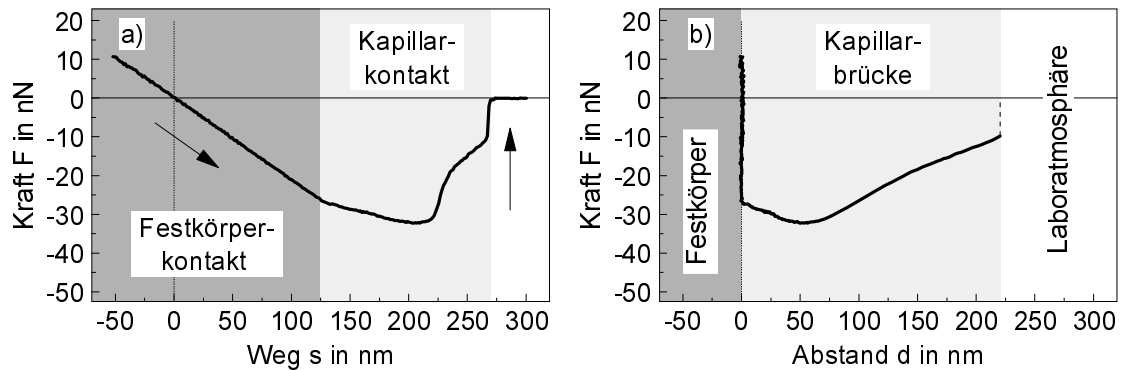 a)
Kapillar-
kontakt
Festkörper-
kontakt
Kraft F in nN
20
10
0
-10
-20
-30
-40
-50
-50 0 50 100 150 200 250 300
Weg s in nm
b)
Kapillar-
brücke
Festkörper
Laboratmosphäre
Kraft F in nN
20
10
0
-10
-20
-30
-40
-50
-50 0 50 100 150 200 250 300
Abstand d in nm